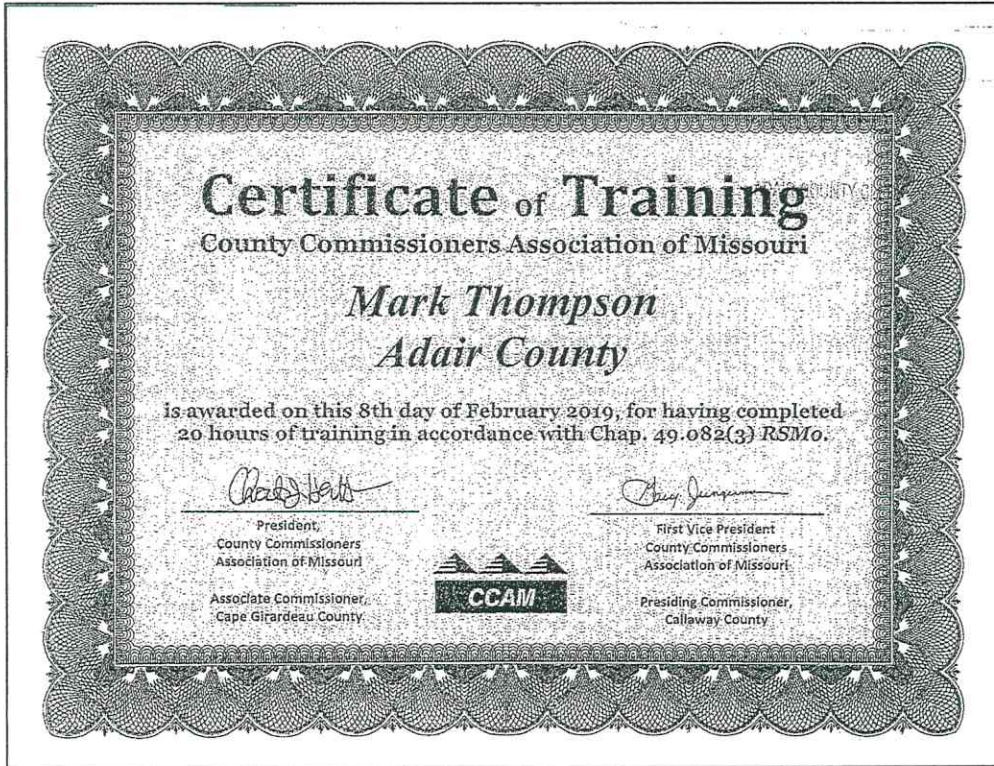 Certificate of Training
County Commissioners Association of Missouri
Mark Thompson
Adair County
is awarded on this 8th day of February 2019, for having completed
20 hours of training in accordance with Chap. 49.082(3) RSMo.
President,
County Commissioners
Association of Missouri
Associate Commissioner,
Cape Girardeau County
CCAM
First Vice President
County Commissioners
Association of Missouri
Presiding Commissioner,
Callaway County